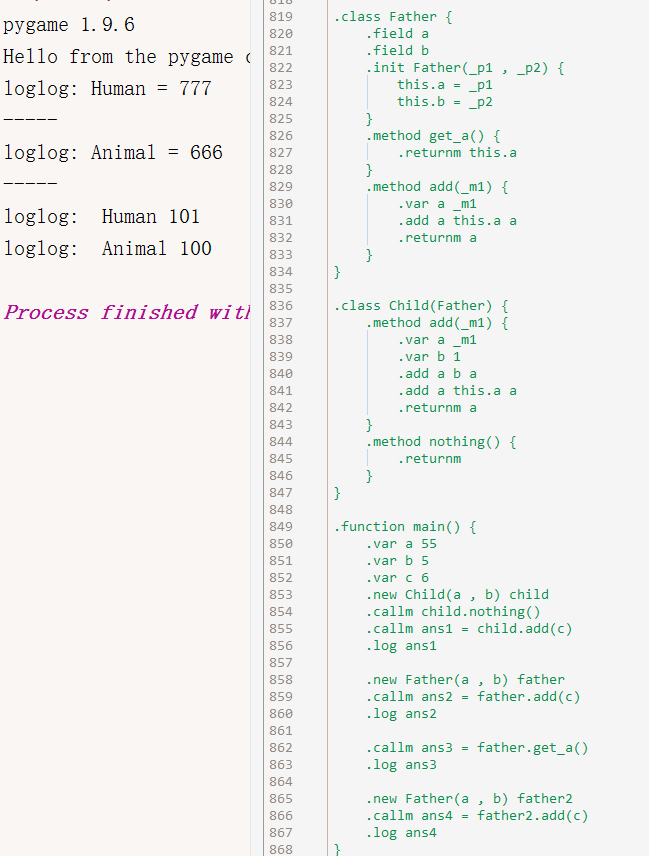 pygame 1.9.6
Hello from the pygame
loglog: Human = 777
-----
loglog: Animal = 666
-----
loglog:  Human 101
loglog:  Animal 100
Process finished with
819 .class Father {
820     .field a
821     .field b
822     .init Father(_p1 , _p2) {
823         this.a = _p1
824         this.b = _p2
825     }
826     .method get_a() {
827         .returnm this.a
828     }
829     .method add(_m1) {
830         .var a _m1
831         .add a this.a a
832         .returnm a
833     }
834 }
835
836 .class Child(Father) {
837     .method add(_m1) {
838         .var a _m1
839         .var b 1
840         .add a b a
841         .add a this.a a
842         .returnm a
843     }
844     .method nothing() {
845         .returnm
846     }
847 }
848
849 .function main() {
850     .var a 55
851     .var b 5
852     .var c 6
853     .new Child(a , b) child
854     .callm child.nothing()
855     .callm ans1 = child.add(c)
856     .log ans1
857
858     .new Father(a , b) father
859     .callm ans2 = father.add(c)
860     .log ans2
861
862     .callm ans3 = father.get_a()
863     .log ans3
864
865     .new Father(a , b) father2
866     .callm ans4 = father2.add(c)
867     .log ans4
868 }